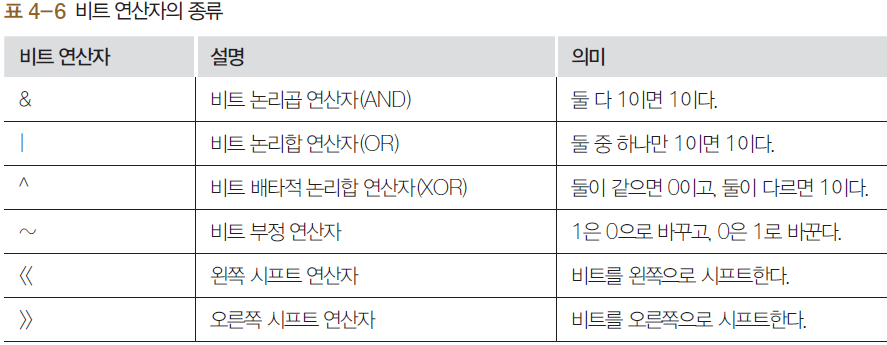 표 4-6 비트 연산자의 종류
비트 연산자 설명 의미
& 비트 논리곱 연산자(AND) 둘 다 1이면 1이다.
| 비트 논리합 연산자(OR) 둘 중 하나만 1이면 1이다.
^ 비트 배타적 논리합 연산자(XOR) 둘이 같으면 0이고, 둘이 다르면 1이다.
~ 비트 부정 연산자 1은 0으로 바꾸고, 0은 1로 바꾼다.
《 왼쪽 시프트 연산자 비트를 왼쪽으로 시프트한다.
》 오른쪽 시프트 연산자 비트를 오른쪽으로 시프트한다.